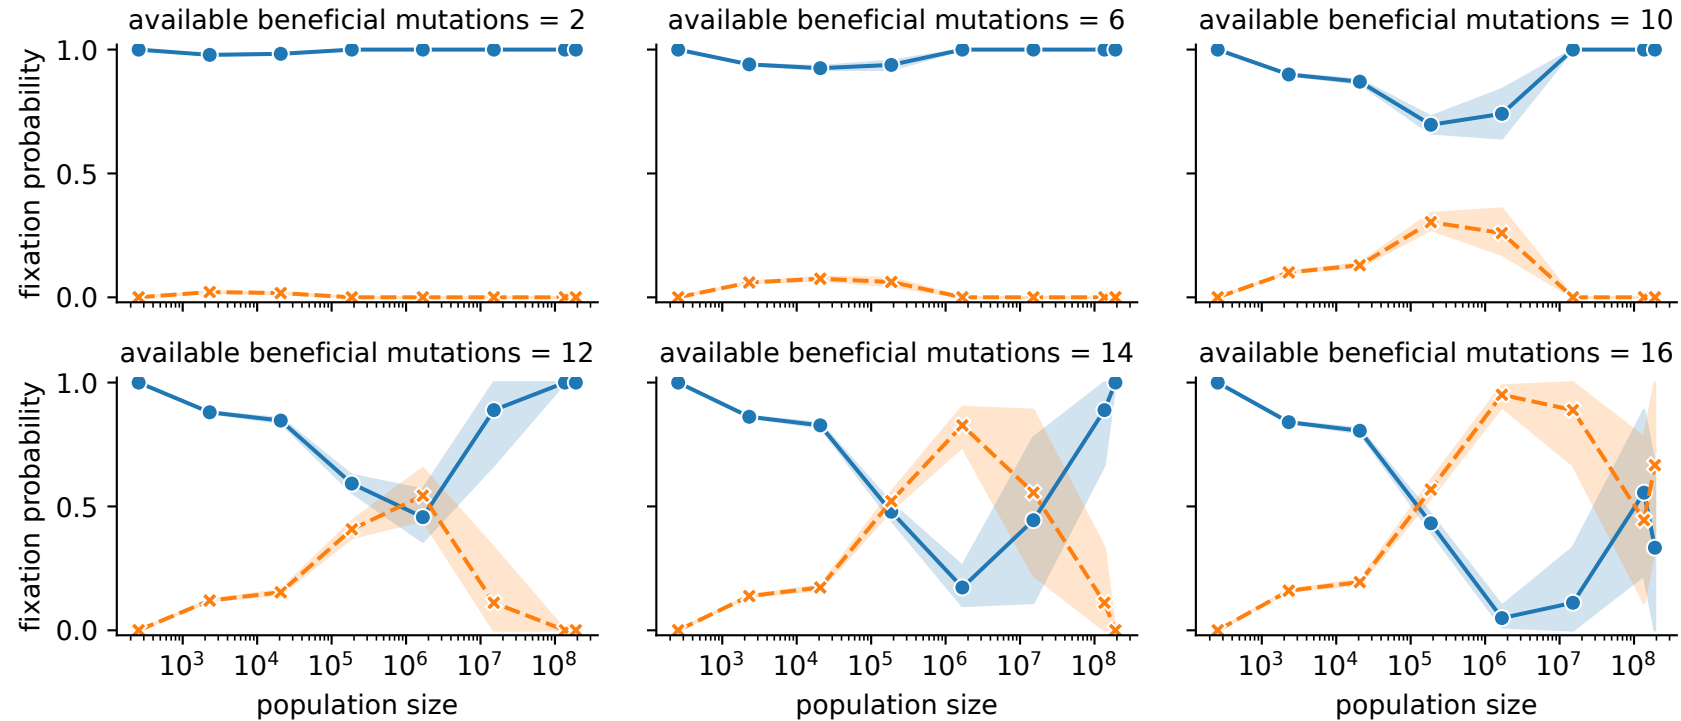 available beneficial mutations = 2
available beneficial mutations = 6
available beneficial mutations = 10
fixation probability
1.0
0.5
0.0
available beneficial mutations = 12
available beneficial mutations = 14
available beneficial mutations = 16
fixation probability
1.0
0.5
0.0
10³ 10⁴ 10⁵ 10⁶ 10⁷ 10⁸
10³ 10⁴ 10⁵ 10⁶ 10⁷ 10⁸
10³ 10⁴ 10⁵ 10⁶ 10⁷ 10⁸
population size
population size
population size